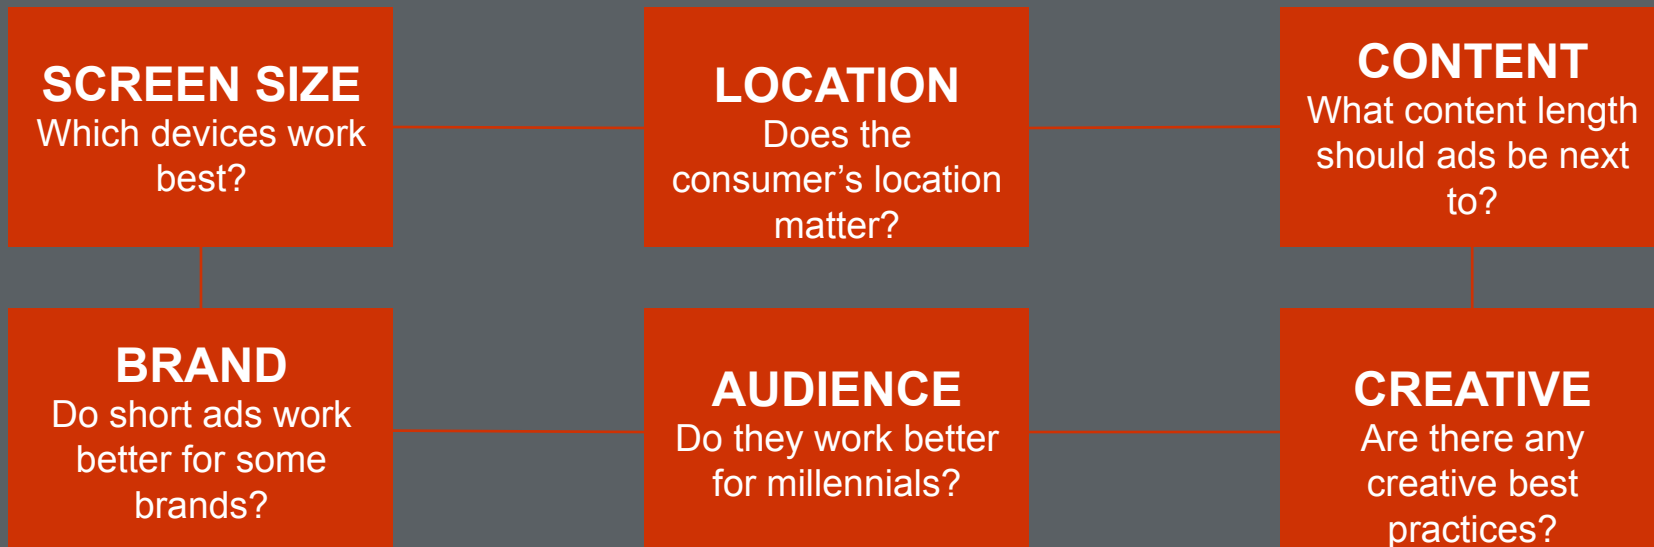 SCREEN SIZE
Which devices work
best?
LOCATION
Does the
consumer’s location
matter?
CONTENT
What content length
should ads be next
to?
BRAND
Do short ads work
better for some
brands?
AUDIENCE
Do they work better
for millennials?
CREATIVE
Are there any
creative best
practices?